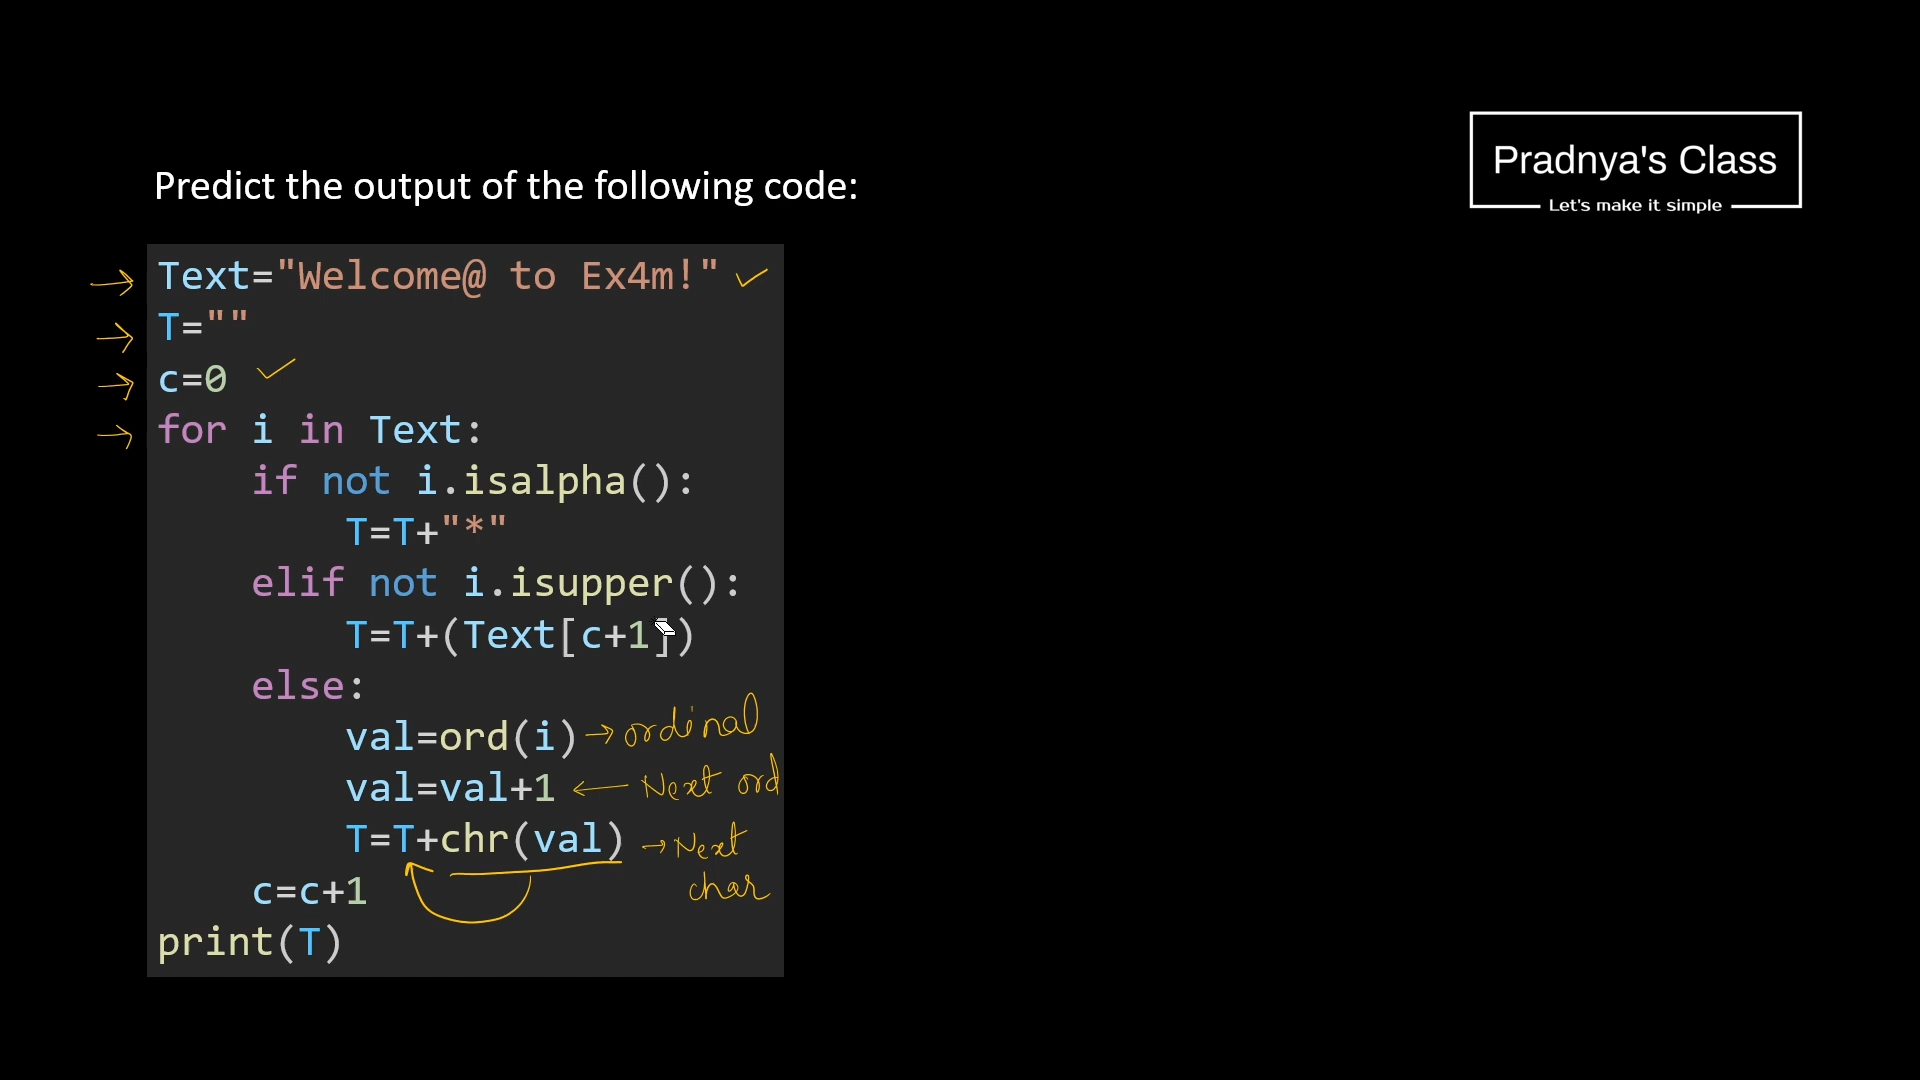 Pradnya's Class
Let's make it simple
Predict the output of the following code:
Text="Welcome@ to Ex4m!"
T=""
c=0
for i in Text:
    if not i.isalpha():
        T=T+"*"
    elif not i.isupper():
        T=T+(Text[c+1])
    else:
        val=ord(i) → ordinal
        val=val+1 ← Next ord
        T=T+chr(val) → Next
char
    c=c+1
print(T)